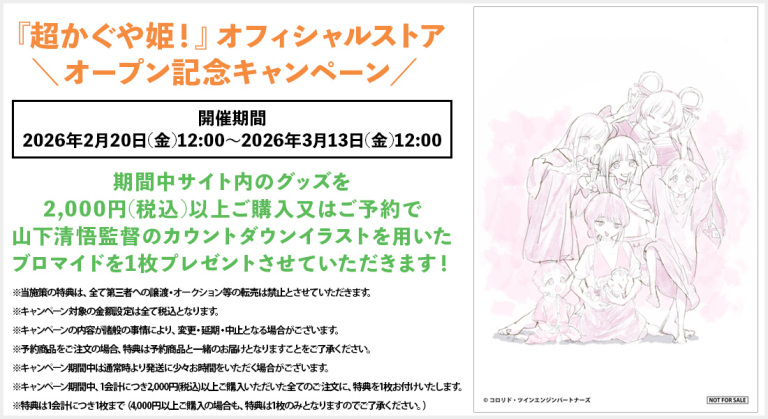 『超かぐや姫！』オフィシャルストア
＼オープン記念キャンペーン／
開催期間
2026年2月20日(金)12:00～2026年3月13日(金)12:00
期間中サイト内のグッズを
2,000円(税込)以上ご購入又はご予約で
山下清悟監督のカウントダウンイラストを用いた
ブロマイドを1枚プレゼントさせていただきます！
※当施策の特典は、全て第三者への譲渡・オークション等の転売は禁止とさせていただきます。
※キャンペーン対象の金額設定は全て税込となります。
※キャンペーンの内容が諸般の事情により、変更・延期・中止となる場合がございます。
※予約商品をご注文の場合、特典は予約商品と一緒のお届けとなりますことをご了承ください。
※キャンペーン期間中は通常時より発送に少々お時間をいただく場合がございます。
※キャンペーン期間中、1会計につき2,000円(税込)以上ご購入いただいた全てのご注文に、特典を1枚お付けいたします。
※特典は1会計につき1枚まで（4,000円以上ご購入の場合も、特典は1枚のみとなりますのでご了承ください。）
© コロリド・ツインエンジンパートナーズ
NOT FOR SALE